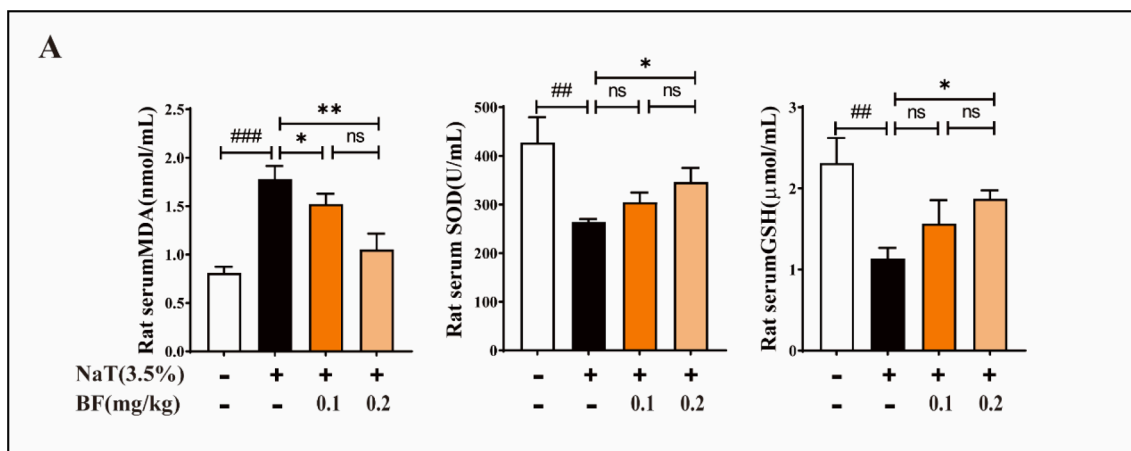 A
Rat serumMDA(nmol/mL)
2.5
2.0
1.5
1.0
0.5
0.0
###
*
**
ns
Rat serum SOD(U/mL)
500
400
300
200
100
0
##
ns
ns
*
Rat serumGSH(μmol/mL)
3
2
1
0
##
ns
ns
*
NaT(3.5%) - + + + - + + + - + + +
BF(mg/kg) - - 0.1 0.2 - - 0.1 0.2 - - 0.1 0.2